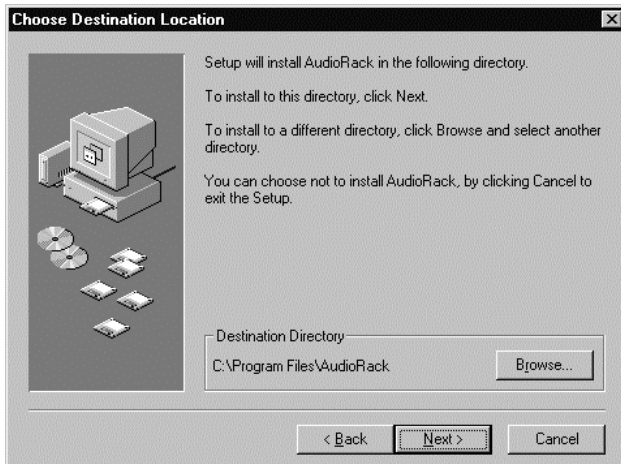 Choose Destination Location
Setup will install AudioRack in the following directory.
To install to this directory, click Next.
To install to a different directory, click Browse and select another
directory.
You can choose not to install AudioRack, by clicking Cancel to
exit the Setup.
Destination Directory
C:\Program Files\AudioRack
Browse...
< Back
Next >
Cancel